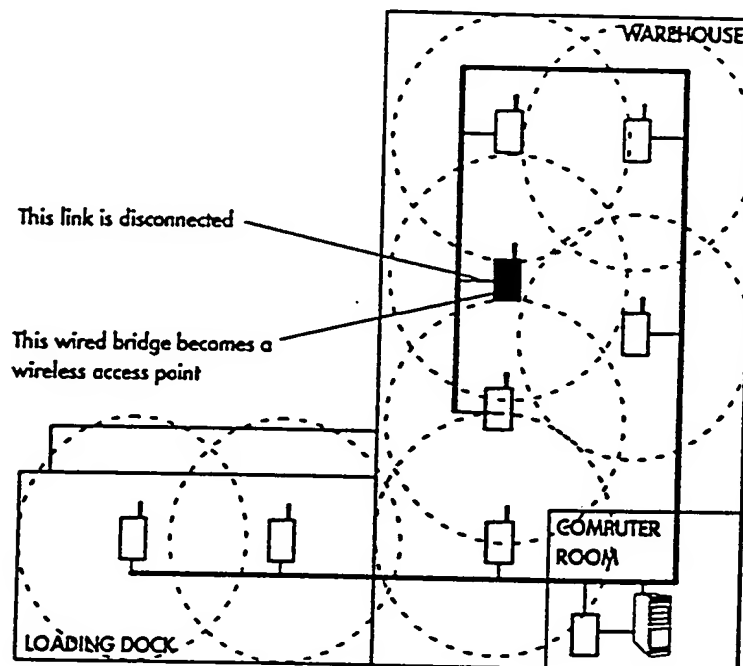 WAREHOUSE
This link is disconnected
This wired bridge becomes a
wireless access point
COMPUTER
ROOM
LOADING DOCK